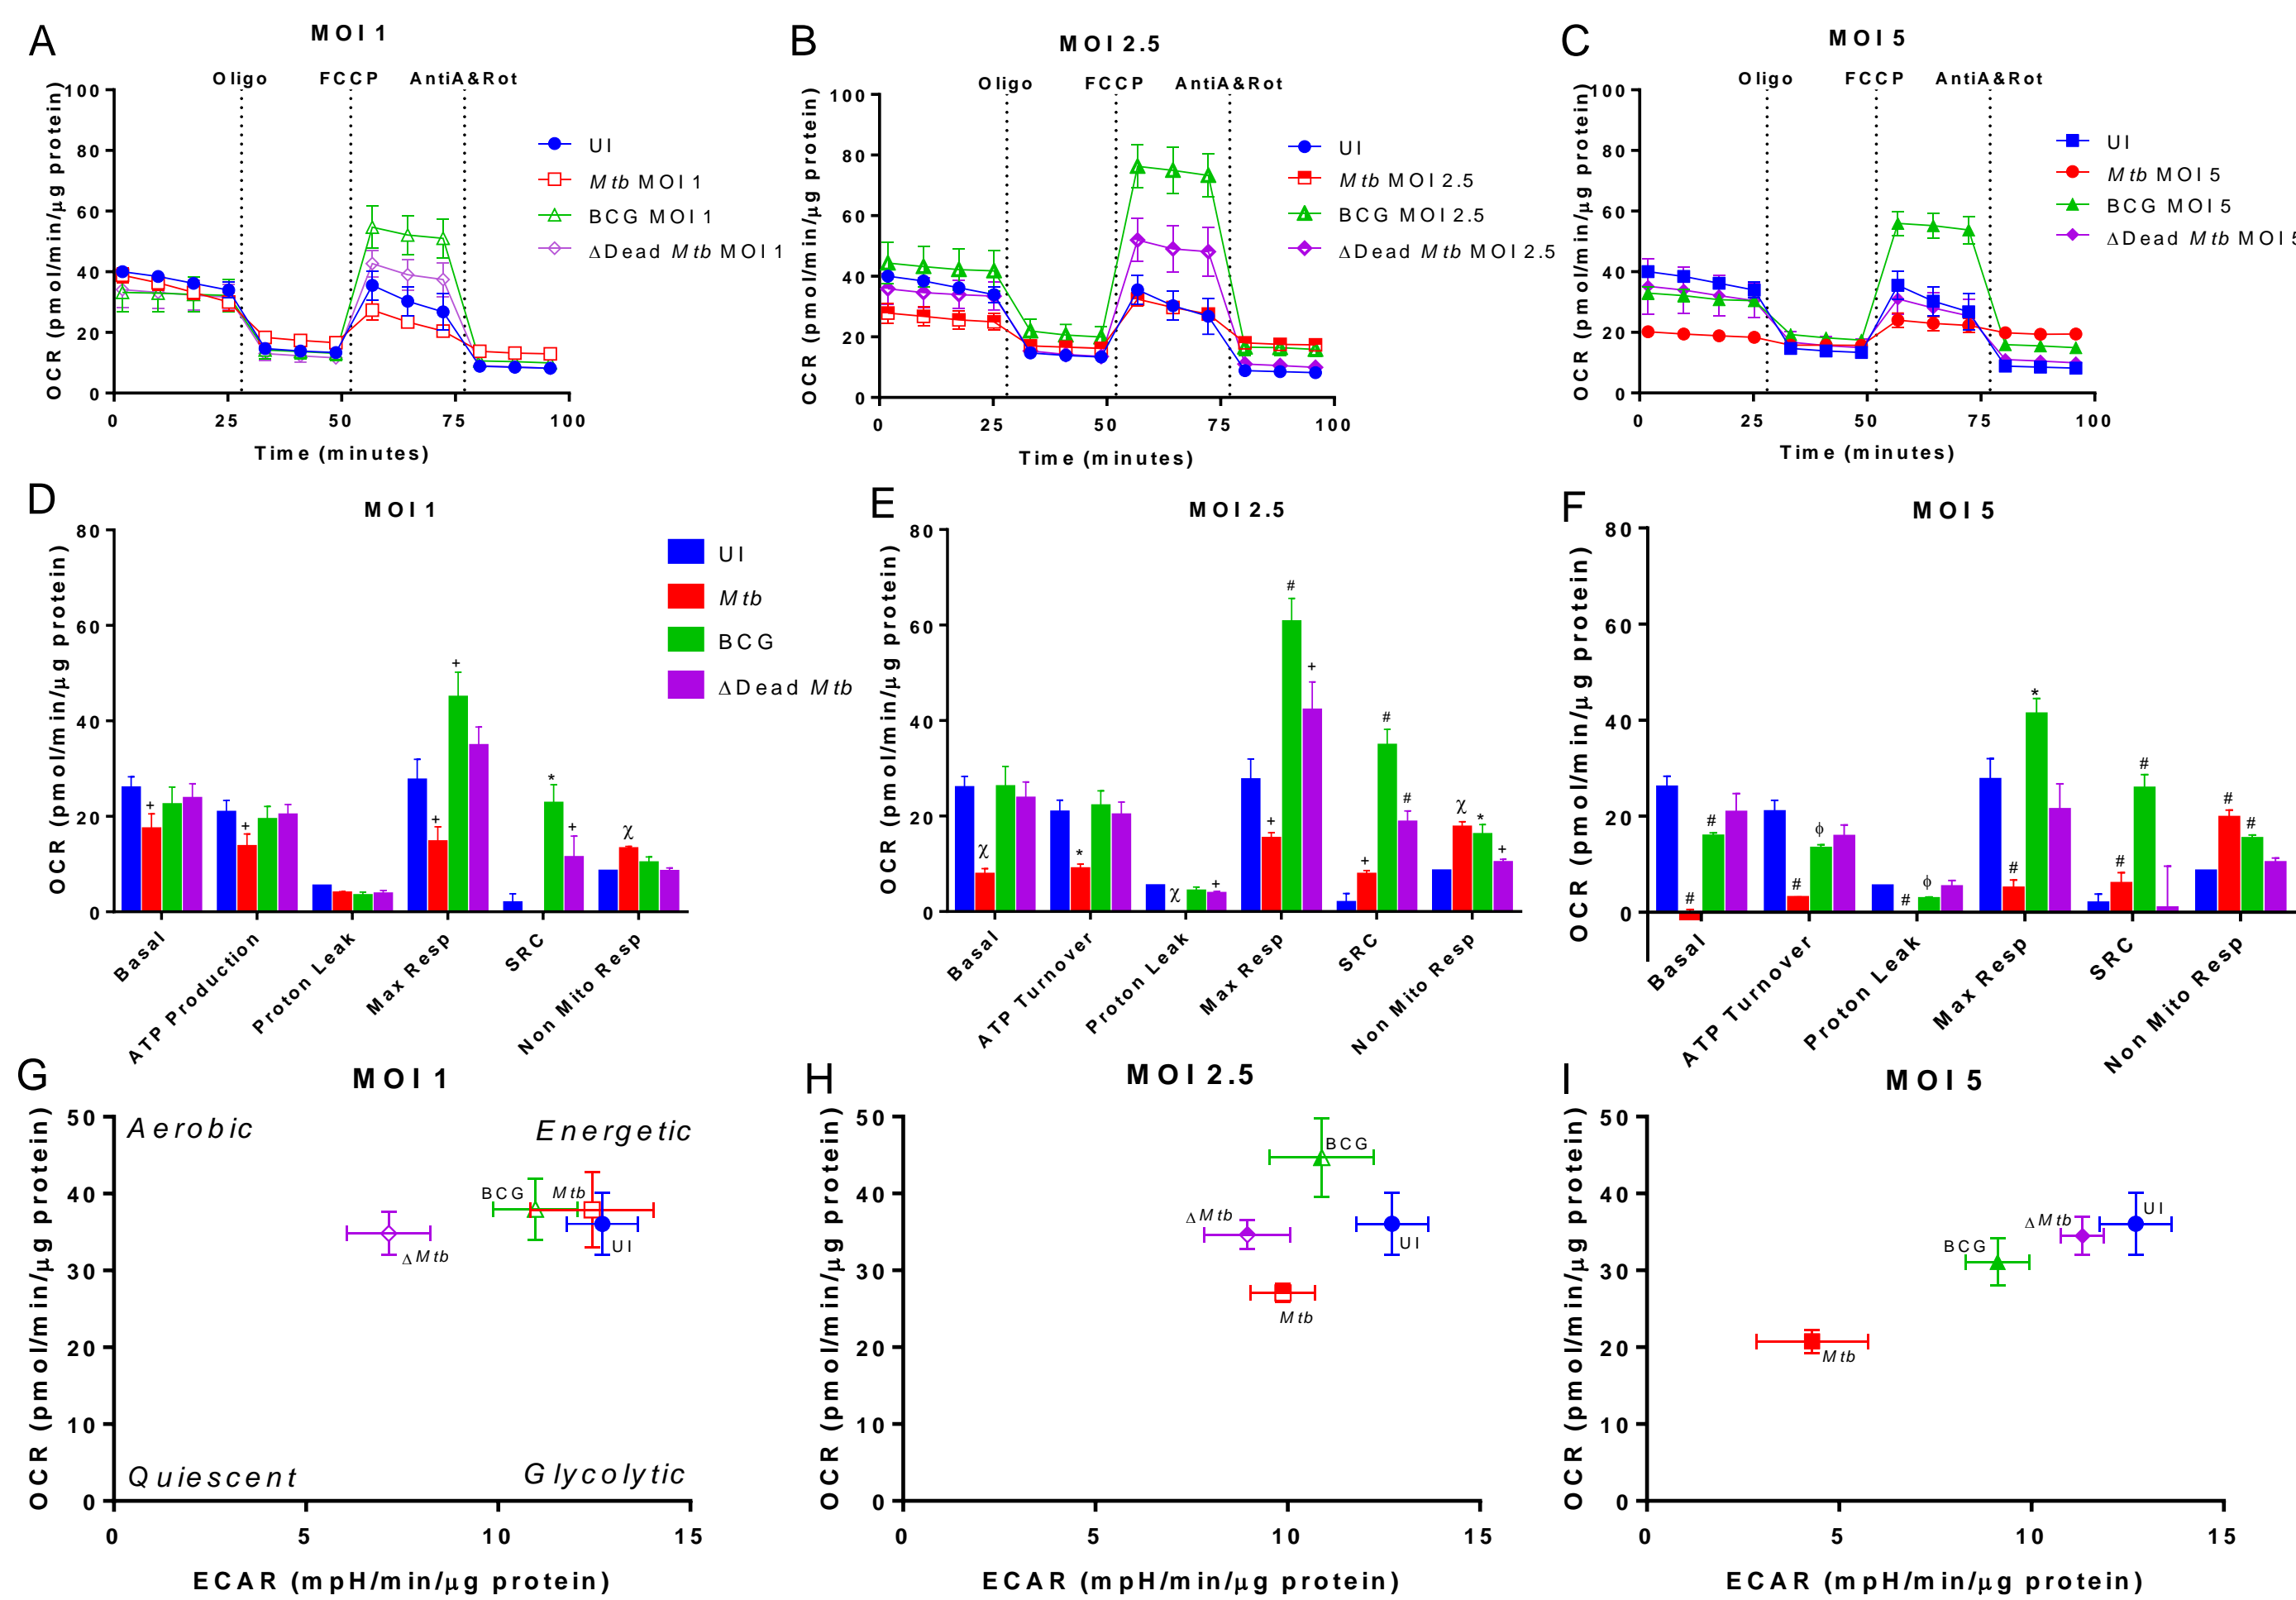 A
MOI 1
Oligo FCCP AntiA&Rot
OCR (pmol/min/μg protein)
100
80
60
40
20
0
0 25 50 75 100
Time (minutes)
UI
Mtb MOI 1
BCG MOI 1
ΔDead Mtb MOI 1
B
MOI 2.5
Oligo FCCP AntiA&Rot
OCR (pmol/min/μg protein)
100
80
60
40
20
0
0 25 50 75 100
Time (minutes)
UI
Mtb MOI 2.5
BCG MOI 2.5
ΔDead Mtb MOI 2.5
C
MOI 5
Oligo FCCP AntiA&Rot
OCR (pmol/min/μg protein)
100
80
60
40
20
0
0 25 50 75 100
Time (minutes)
UI
Mtb MOI 5
BCG MOI 5
ΔDead Mtb MOI 5
D
MOI 1
OCR (pmol/min/μg protein)
80
60
40
20
0
+ + + + * + χ
Basal
ATP Production
Proton Leak
Max Resp
SRC
Non Mito Resp
UI
Mtb
BCG
ΔDead Mtb
E
MOI 2.5
OCR (pmol/min/μg protein)
80
60
40
20
0
χ * χ + + # + + # # χ * +
Basal
ATP Turnover
Proton Leak
Max Resp
SRC
Non Mito Resp
F
MOI 5
OCR (pmol/min/μg protein)
80
60
40
20
0
# # # ϕ # ϕ # * # # # #
Basal
ATP Turnover
Proton Leak
Max Resp
SRC
Non Mito Resp
G
MOI 1
OCR (pmol/min/μg protein)
50
40
30
20
10
0
Aerobic
Energetic
BCG
Mtb
UI
ΔMtb
Quiescent
Glycolytic
0 5 10 15
ECAR (mpH/min/μg protein)
H
MOI 2.5
OCR (pmol/min/μg protein)
50
40
30
20
10
0
BCG
ΔMtb
UI
Mtb
0 5 10 15
ECAR (mpH/min/μg protein)
I
MOI 5
OCR (pmol/min/μg protein)
50
40
30
20
10
0
UI
ΔMtb
BCG
Mtb
0 5 10 15
ECAR (mpH/min/μg protein)